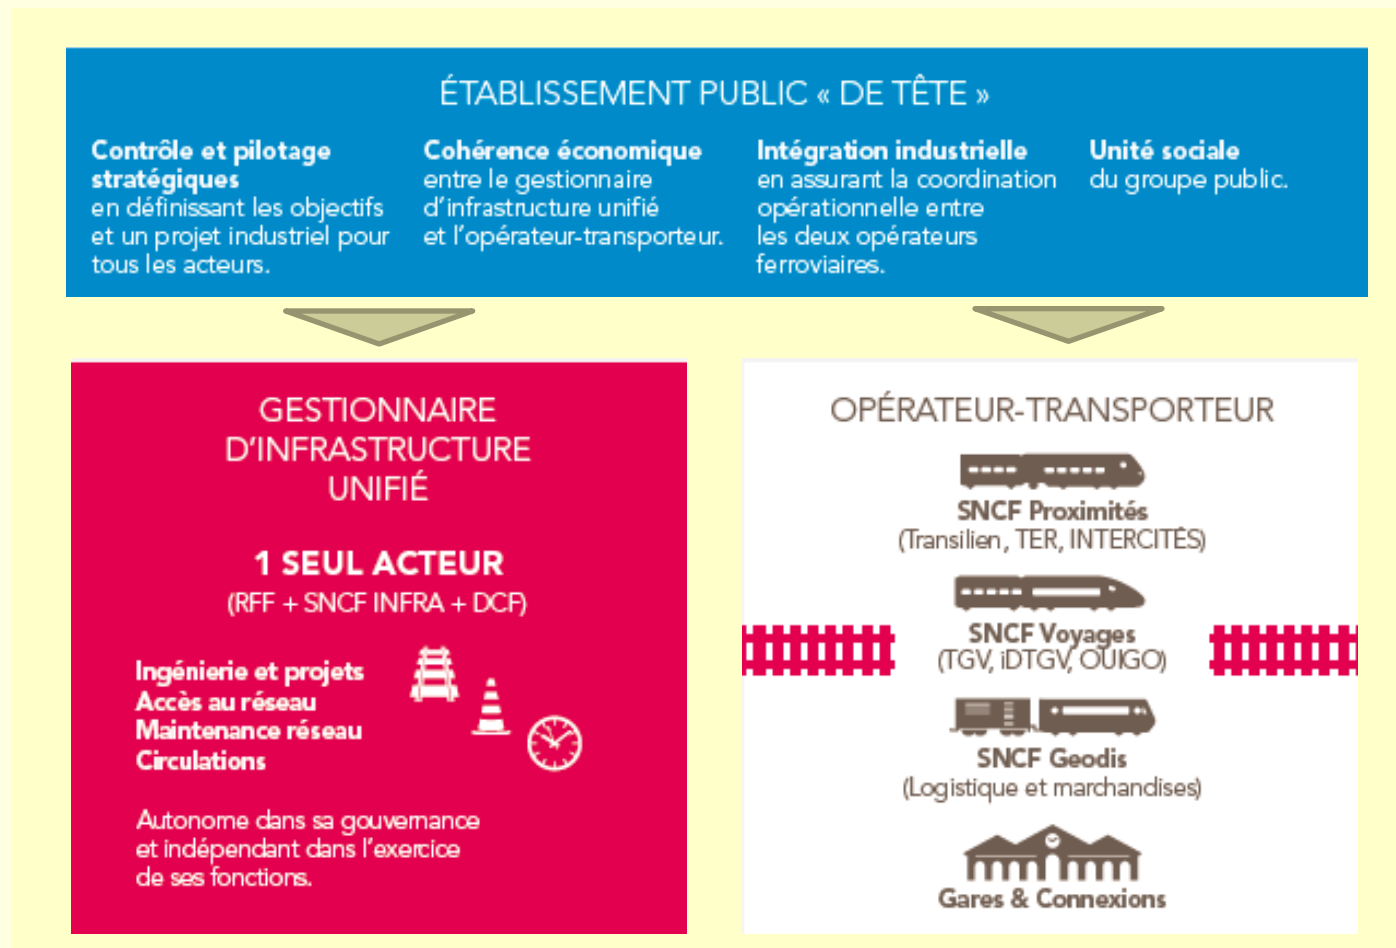 ÉTABLISSEMENT PUBLIC « DE TÊTE »
Contrôle et pilotage
stratégiques
en définissant les objectifs
et un projet industriel pour
tous les acteurs.
Cohérence économique
entre le gestionnaire
d'infrastructure unifié
et l'opérateur-transporteur.
Intégration industrielle
en assurant la coordination
opérationnelle entre
les deux opérateurs
ferroviaires.
Unité sociale
du groupe public.
GESTIONNAIRE
D'INFRASTRUCTURE
UNIFIÉ
1 SEUL ACTEUR
(RFF + SNCF INFRA + DCF)
Ingénierie et projets
Accès au réseau
Maintenance réseau
Circulations
Autonome dans sa gouvernance
et indépendant dans l'exercice
de ses fonctions.
OPÉRATEUR-TRANSPORTEUR
SNCF Proximités
(Transilien, TER, INTERCITÊS)
SNCF Voyages
(TGV, iDTGV, OUIGO)
SNCF Geodis
(Logistique et marchandises)
Gares & Connexions